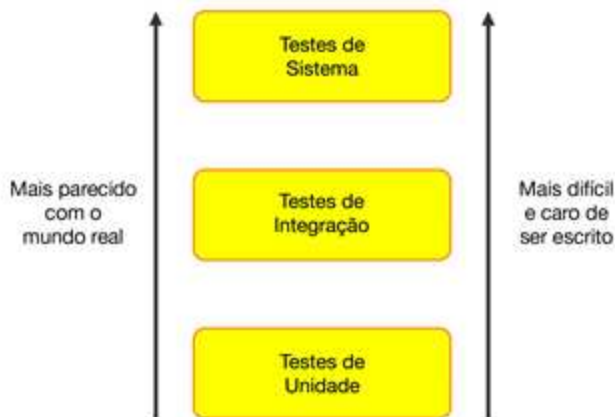 Testes de
Sistema
Mais parecido
com o
mundo real
Testes de
Integração
Mais difícil
e caro de
ser escrito
Testes de
Unidade